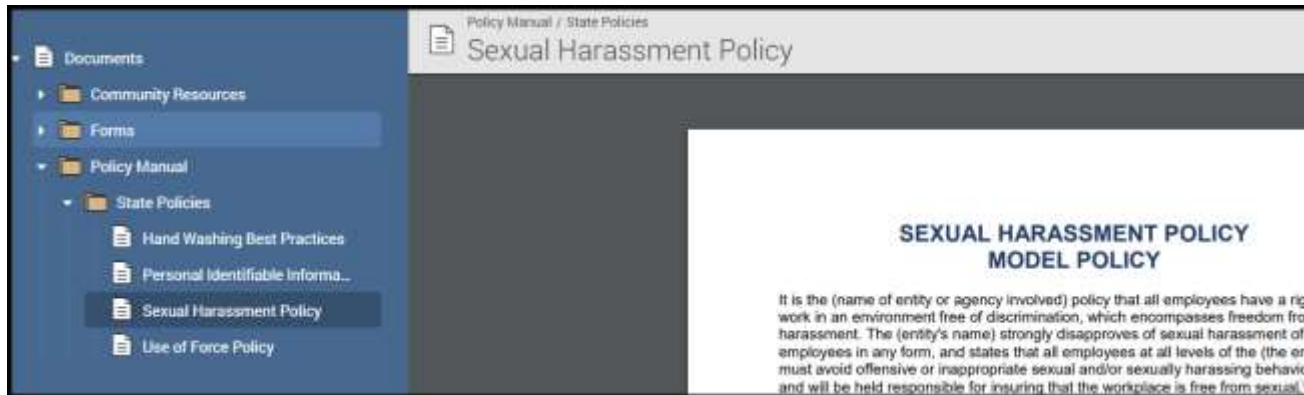 Documents
Community Resources
Forms
Policy Manual
State Policies
Hand Washing Best Practices
Personal Identifiable Informa...
Sexual Harassment Policy
Use of Force Policy
Policy Manual / State Policies
Sexual Harassment Policy
SEXUAL HARASSMENT POLICY
MODEL POLICY
It is the (name of entity or agency involved) policy that all employees have a rig
work in an environment free of discrimination, which encompasses freedom fro
harassment. The (entity's name) strongly disapproves of sexual harassment of
employees in any form, and states that all employees at all levels of the (the en
must avoid offensive or inappropriate sexual and/or sexually harassing behavio
and will be held responsible for insuring that the workplace is free from sexual